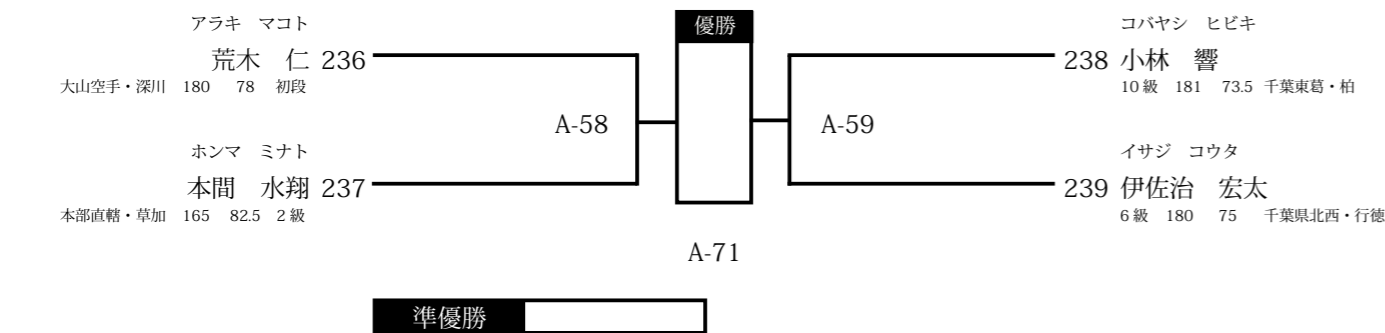 アラキ マコト
荒木 仁 236
大山空手・深川 180 78 初段
A-58
ホンマ ミナト
本間 水翔 237
本部直轄・草加 165 82.5 2級
優勝
コバヤシ ヒビキ
238 小林 響
10級 181 73.5 千葉東葛・柏
A-59
イサジ コウタ
239 伊佐治 宏太
6級 180 75 千葉県北西・行徳
A-71
準優勝